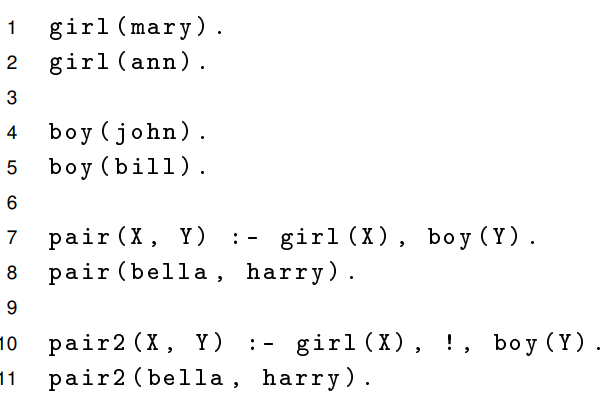 1 girl(mary).
2 girl(ann).
3
4 boy(john).
5 boy(bill).
6
7 pair(X, Y) :- girl(X), boy(Y).
8 pair(bella, harry).
9
10 pair2(X, Y) :- girl(X), !, boy(Y).
11 pair2(bella, harry).